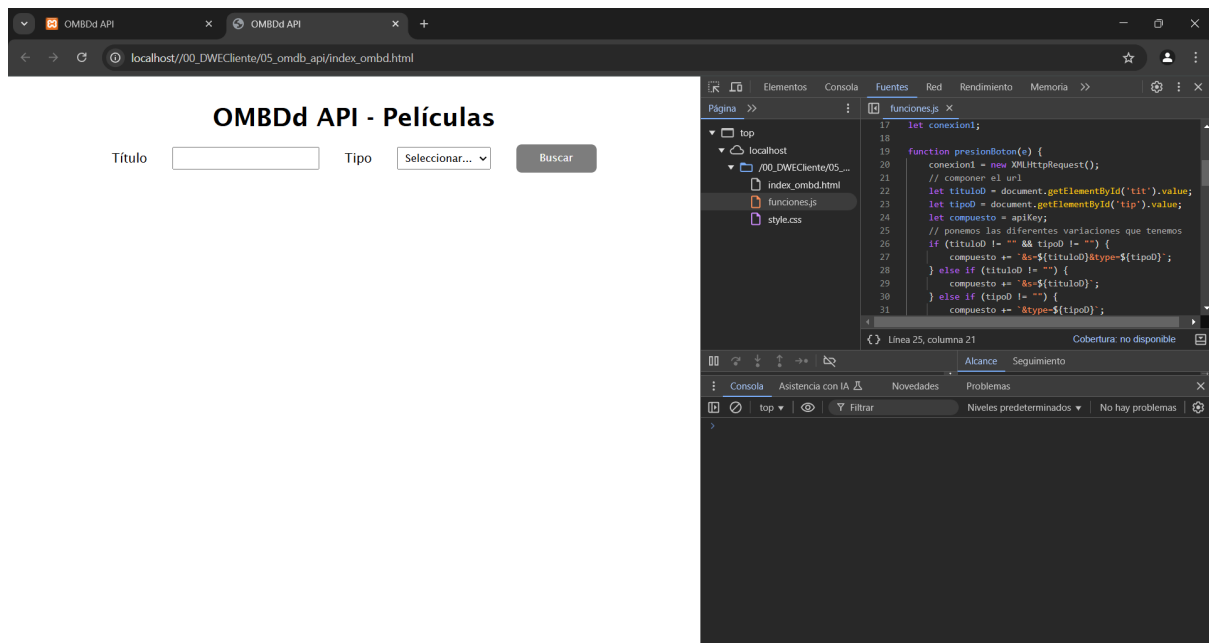 OMBDd API
OMBDd API
localhost//00_DWECliente/05_omdb_api/index_ombd.html
OMBDd API - Películas
Título
Tipo
Seleccionar...
Buscar
Elementos Consola Fuentes Red Rendimiento Memoria
Página
funciones.js
top
localhost
/00_DWECliente/05_...
index_ombd.html
funciones.js
style.css
17 let conexion1;
18
19 function presionBoton(e) {
20 conexion1 = new XMLHttpRequest();
21 // componer el url
22 let tituloD = document.getElementById('tit').value;
23 let tipoD = document.getElementById('tip').value;
24 let compuesto = apiKey;
25 // ponemos las diferentes variaciones que tenemos
26 if (tituloD != "" && tipoD != "") {
27 compuesto += `&s=${tituloD}&type=${tipoD}`;
28 } else if (tituloD != "") {
29 compuesto += `&s=${tituloD}`;
30 } else if (tipoD != "") {
31 compuesto += `&type=${tipoD}`;
{} Línea 25, columna 21 Cobertura: no disponible
Alcance Seguimiento
Consola Asistencia con IA Novedades Problemas
top Filtrar Niveles predeterminados No hay problemas